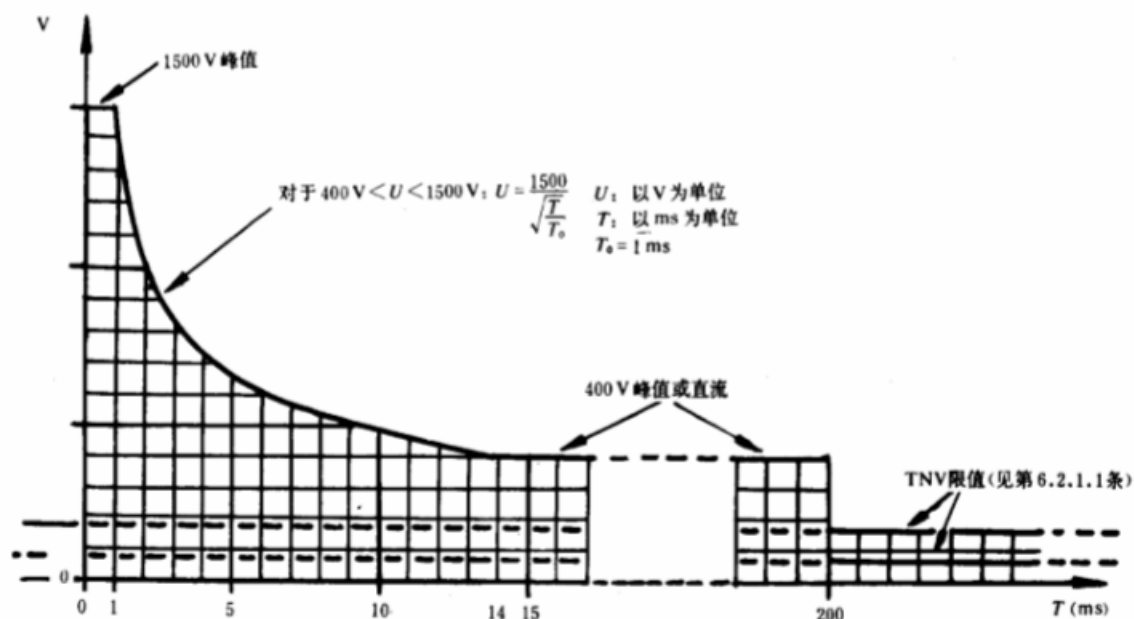 V
1500 V 峰值
对于 400 V < U < 1500 V: U = 1500 / √(T/T₀)
U: 以 V 为单位
T: 以 ms 为单位
T₀ = 1 ms
400 V 峰值或直流
TNV限值(见第 6.2.1.1条)
0
0 1 5 10 14 15 200 T (ms)